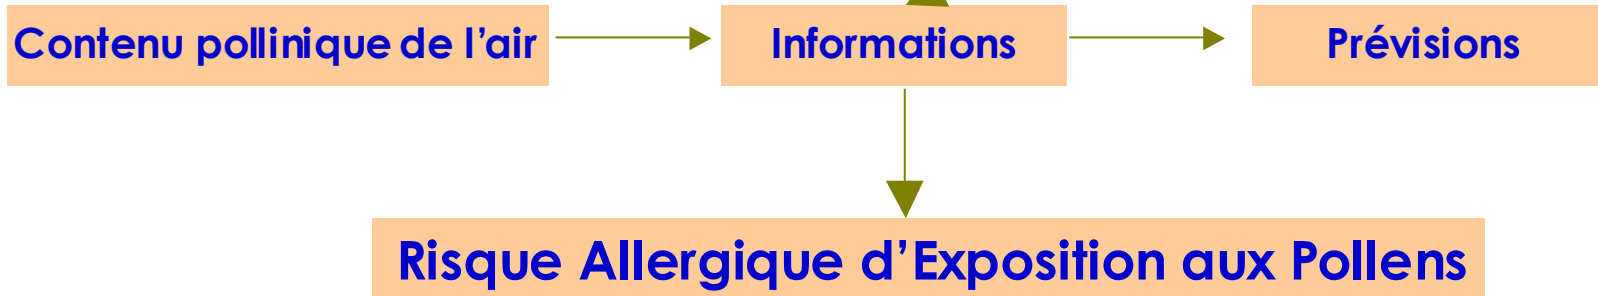 Contenu pollinique de l’air
Informations
Prévisions
Risque Allergique d’Exposition aux Pollens